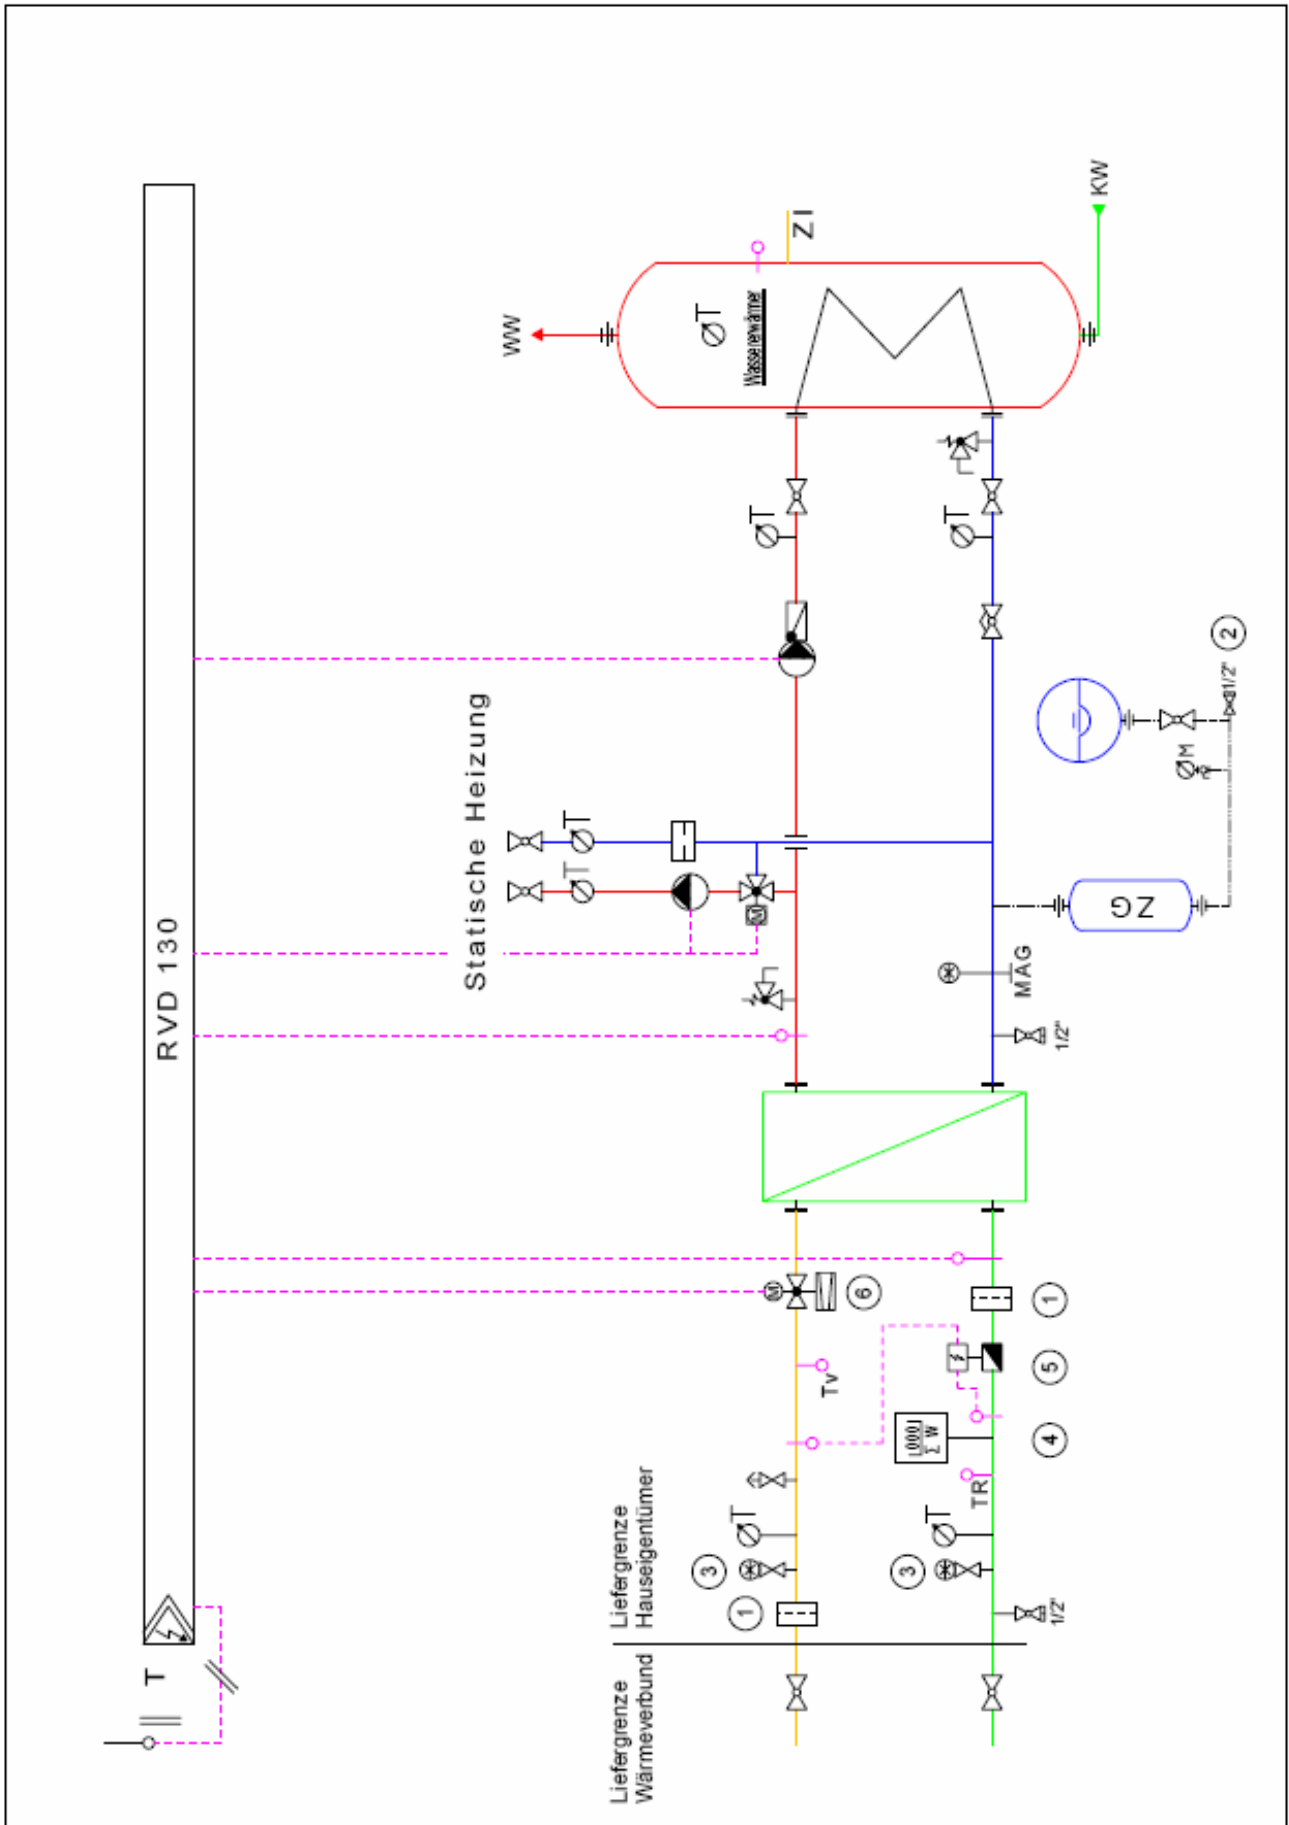 RVD 130
T
WW
T
Wassererwärmer
ZI
KW
Statische Heizung
T
T
M
T
T
MAG
1/2"
ZG
M
1/2"
2
M
6
Tv
1
5
4
1000
Σ W
TR
Liefergrenze
Hauseigentümer
T
3
1
T
3
1/2"
Liefergrenze
Wärmeverbund